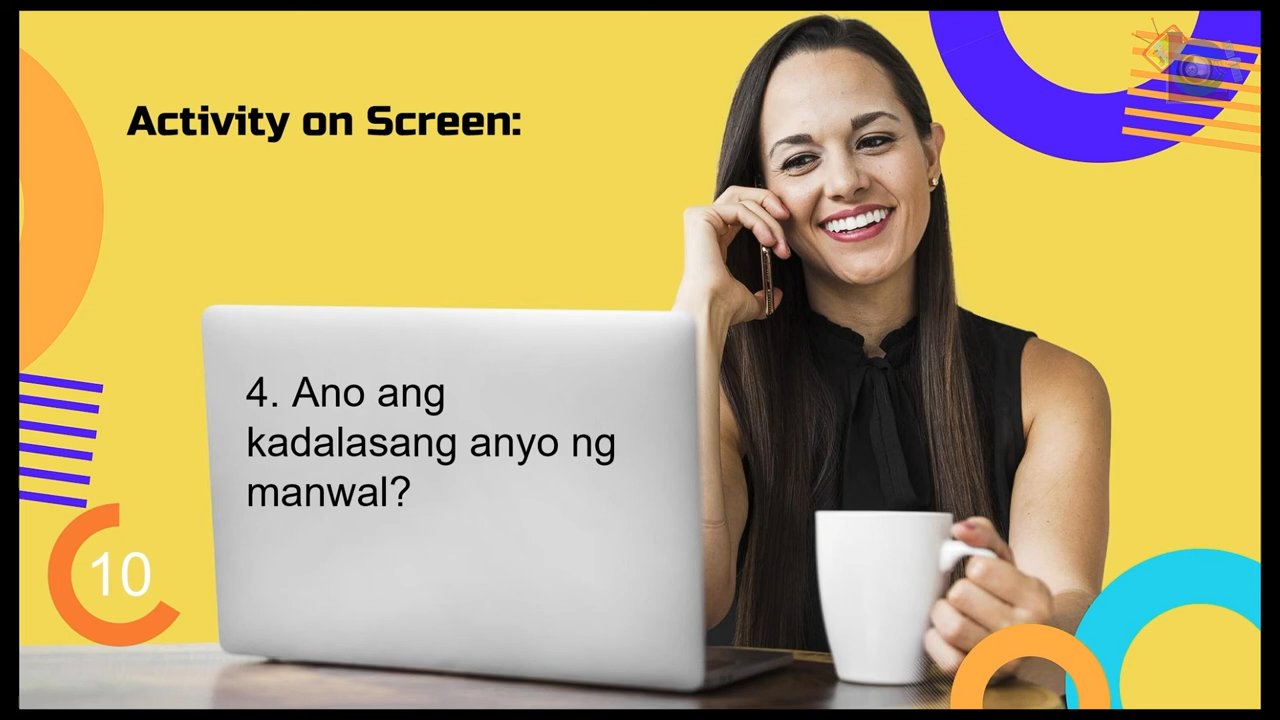 Activity on Screen:
4. Ano ang
kadalasang anyo ng
manwal?
10